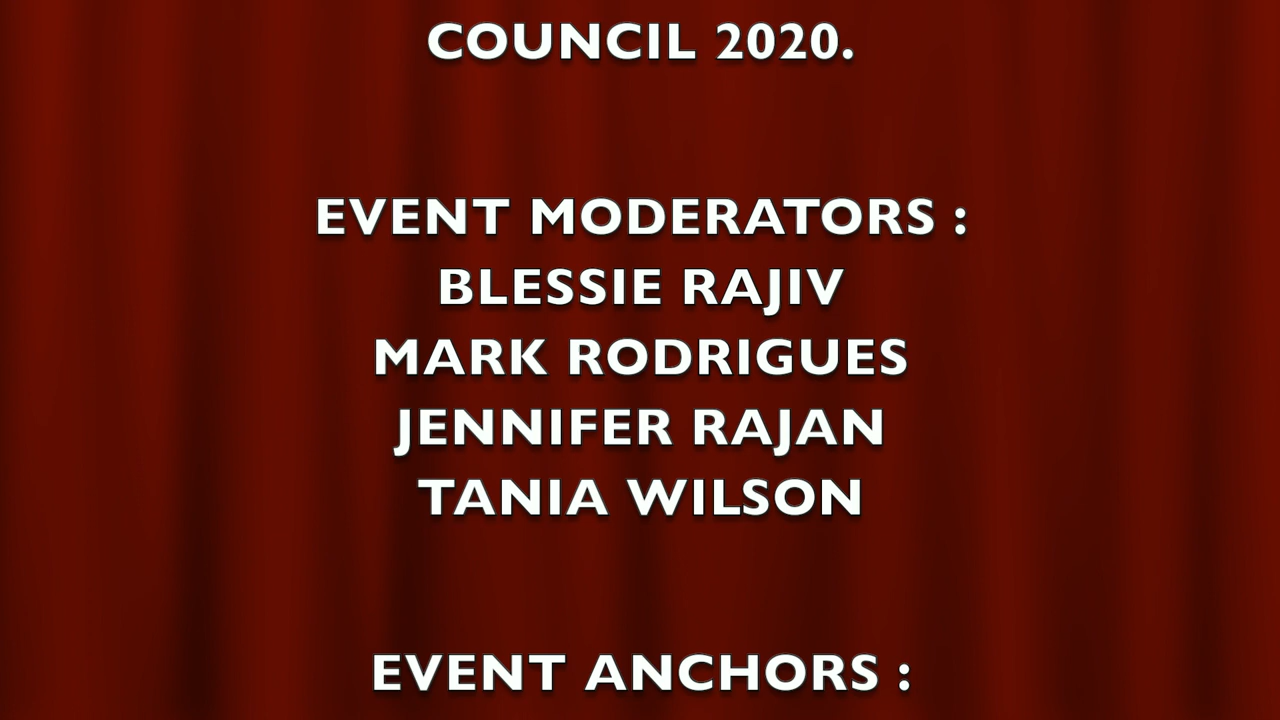 COUNCIL 2020.
EVENT MODERATORS :
BLESSIE RAJIV
MARK RODRIGUES
JENNIFER RAJAN
TANIA WILSON
EVENT ANCHORS :